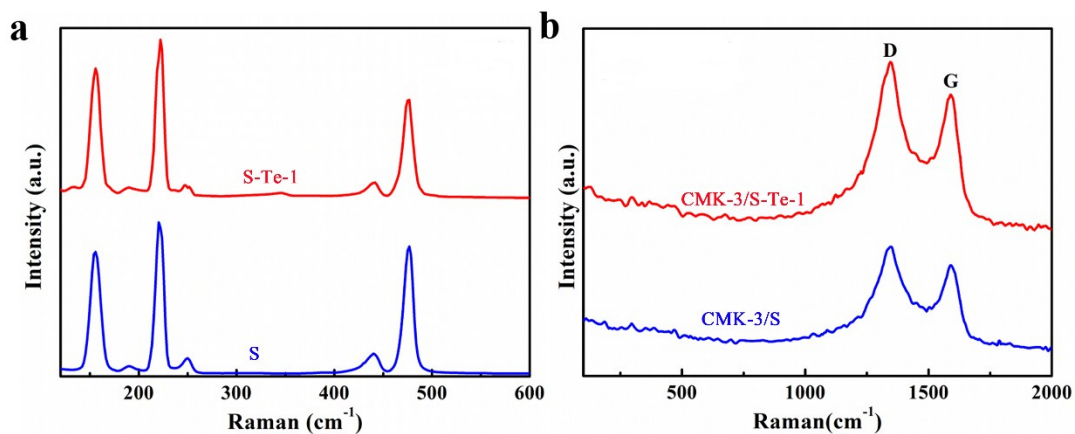 a
Intensity (a.u.)
S-Te-1
S
200 300 400 500 600
Raman (cm-1)
b
Intensity (a.u.)
D
G
CMK-3/S-Te-1
CMK-3/S
500 1000 1500 2000
Raman(cm-1)